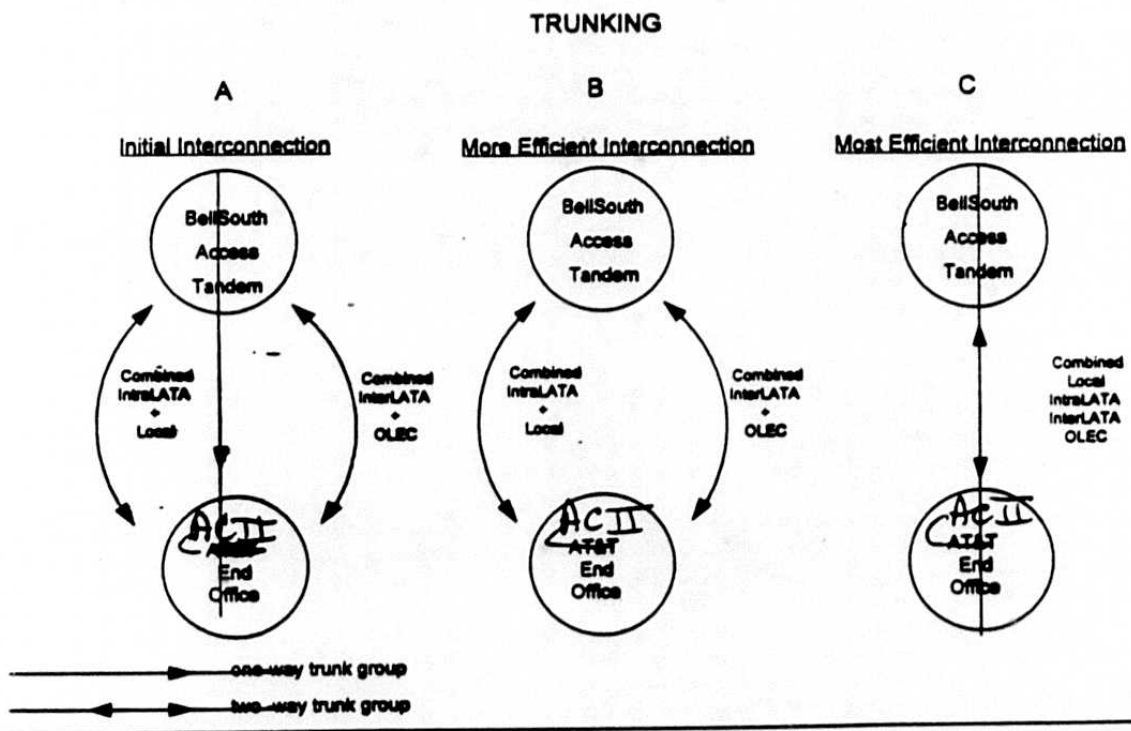 TRUNKING
A
Initial Interconnection
BellSouth
Access
Tandem
Combined
IntraLATA
+
Local
Combined
InterLATA
+
OLEC
ACII
End
Office
B
More Efficient Interconnection
BellSouth
Access
Tandem
Combined
IntraLATA
+
Local
Combined
InterLATA
+
OLEC
ACII
AT&T
End
Office
C
Most Efficient Interconnection
BellSouth
Access
Tandem
Combined
Local
IntraLATA
InterLATA
OLEC
ACII
AT&T
End
Office
one-way trunk group
two-way trunk group